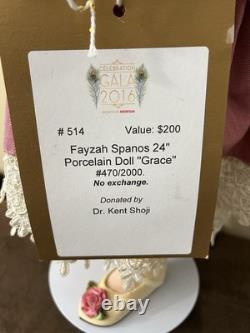 CELEBRATION
GALA
2016
# 514 Value: $200
Fayzah Spanos 24"
Porcelain Doll "Grace"
#470/2000.
No exchange.
Donated by
Dr. Kent Shoji